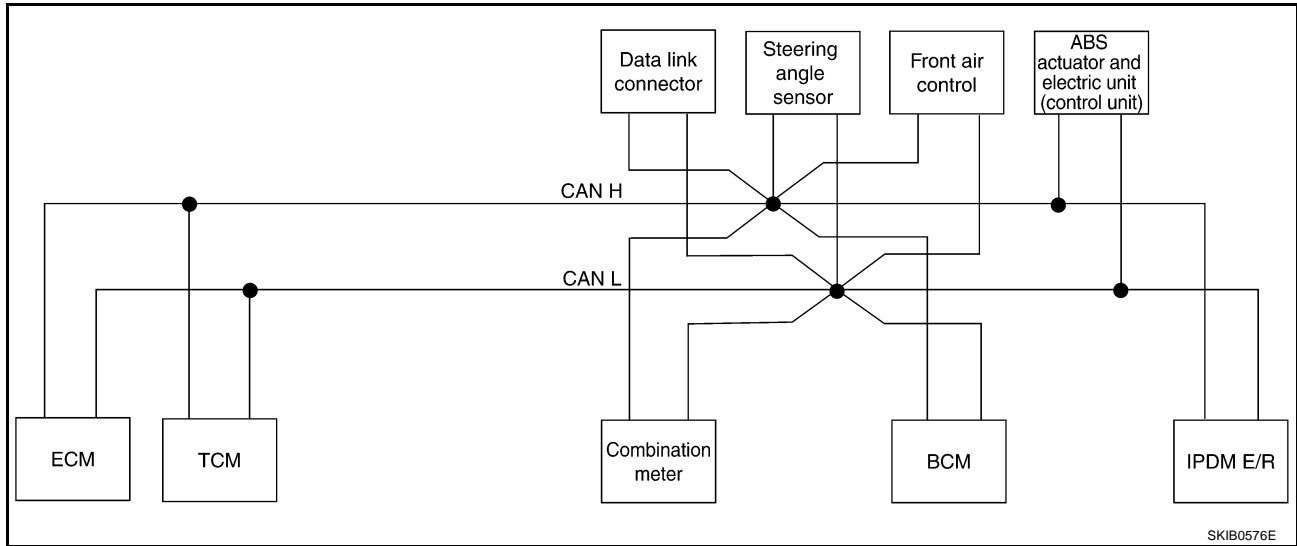 Data link
connector
Steering
angle
sensor
Front air
control
ABS
actuator and
electric unit
(control unit)
CAN H
CAN L
ECM
TCM
Combination
meter
BCM
IPDM E/R
SKIB0576E